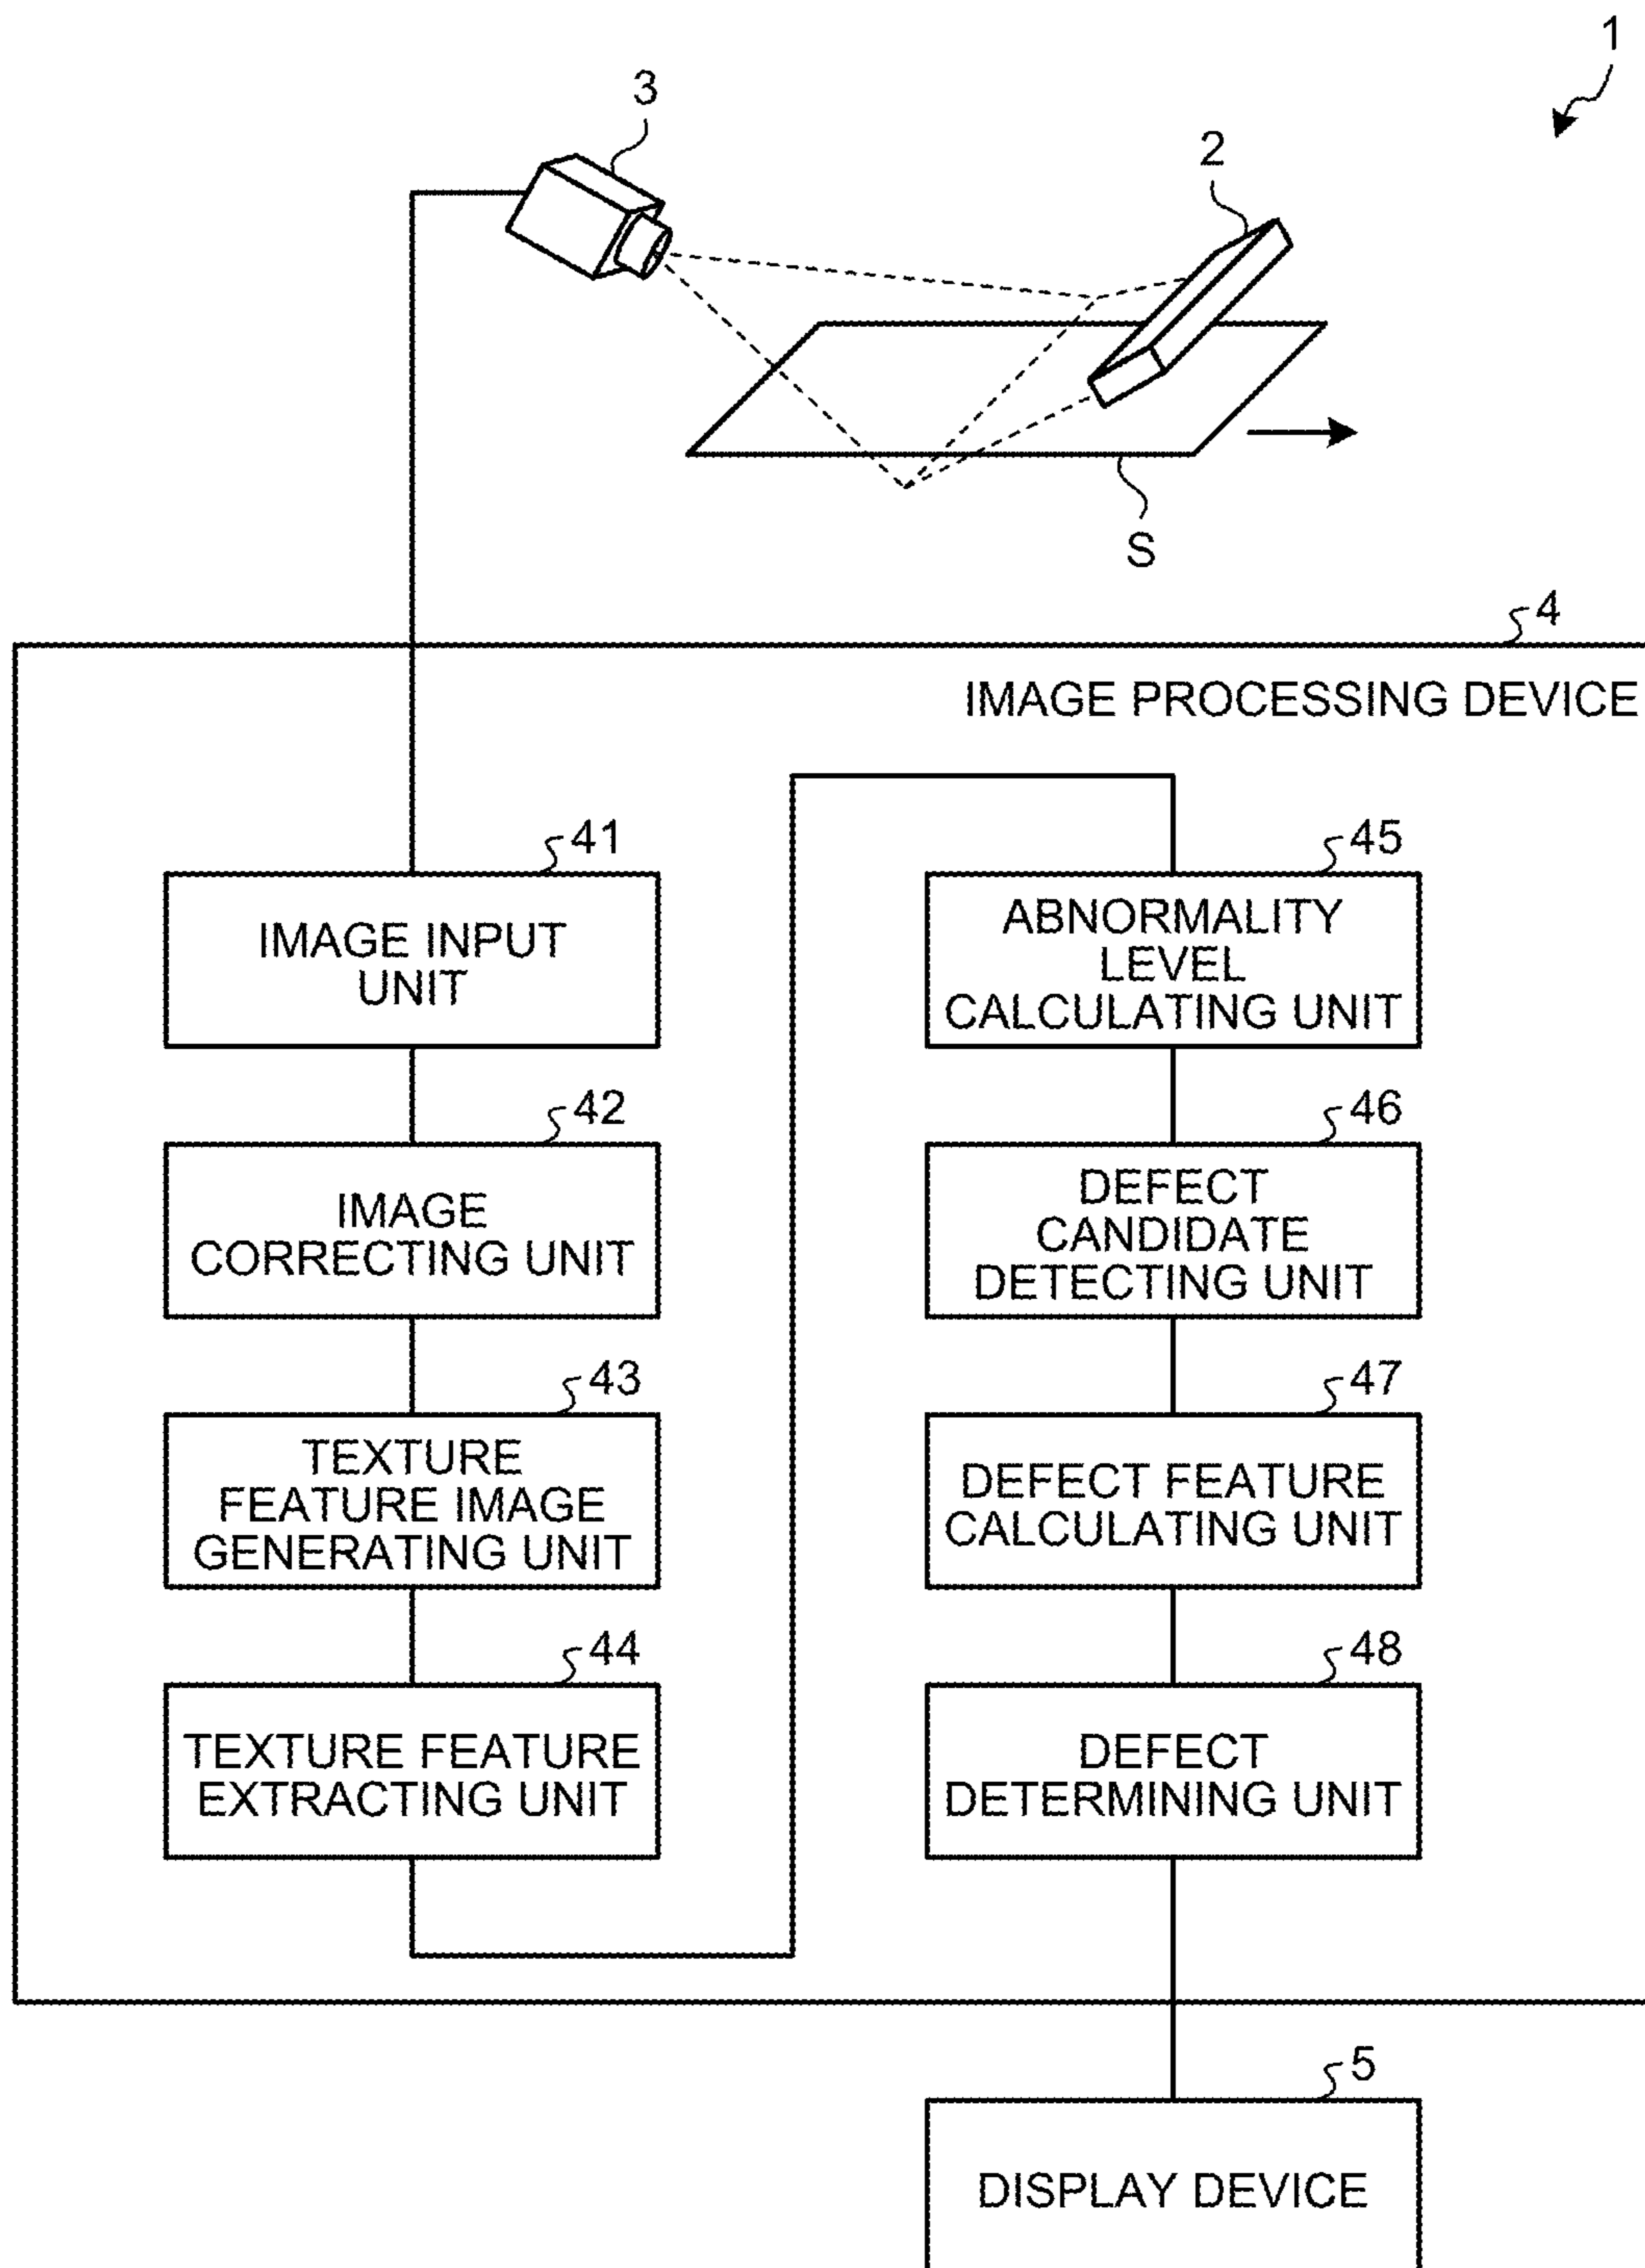 1
3
2
S
4
IMAGE PROCESSING DEVICE
41
IMAGE INPUT
UNIT
42
IMAGE
CORRECTING UNIT
43
TEXTURE
FEATURE IMAGE
GENERATING UNIT
44
TEXTURE FEATURE
EXTRACTING UNIT
45
ABNORMALITY
LEVEL
CALCULATING UNIT
46
DEFECT
CANDIDATE
DETECTING UNIT
47
DEFECT FEATURE
CALCULATING UNIT
48
DEFECT
DETERMINING UNIT
5
DISPLAY DEVICE